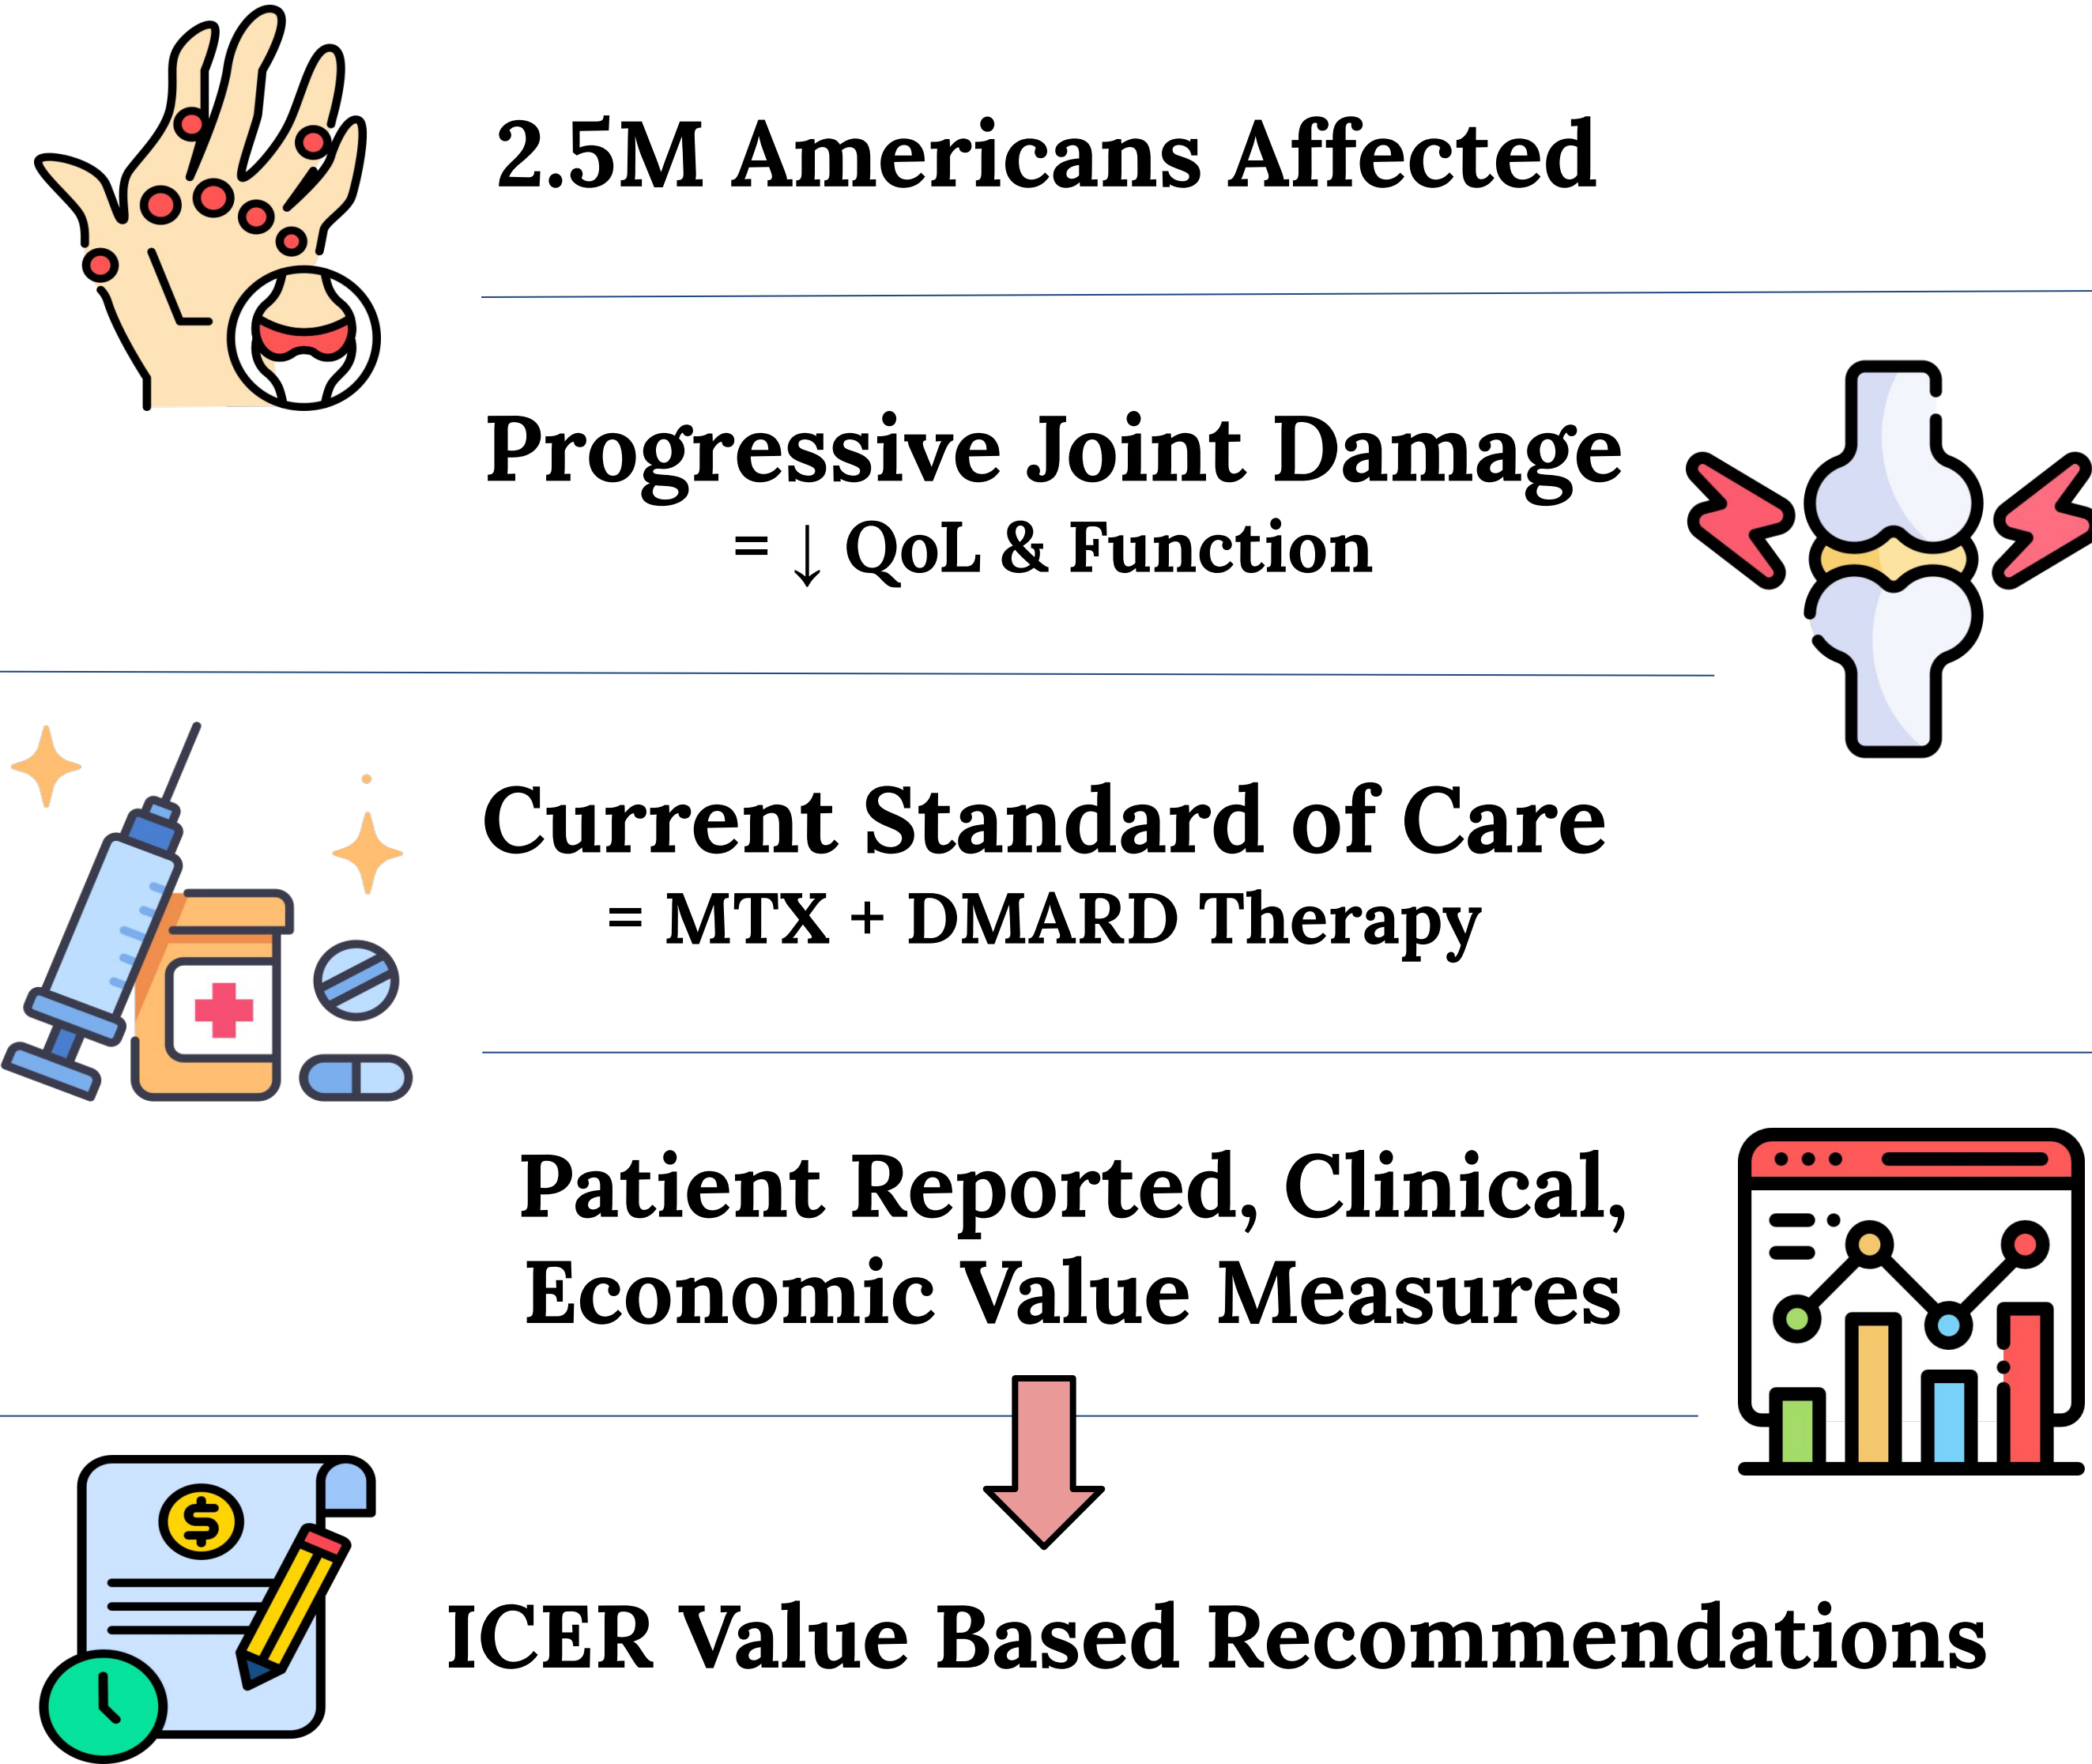 2.5M Americans Affected
Progressive Joint Damage
= ↓ QoL & Function
Current Standard of Care
= MTX + DMARD Therapy
Patient Reported, Clinical,
Economic Value Measures
$
ICER Value Based Recommendations